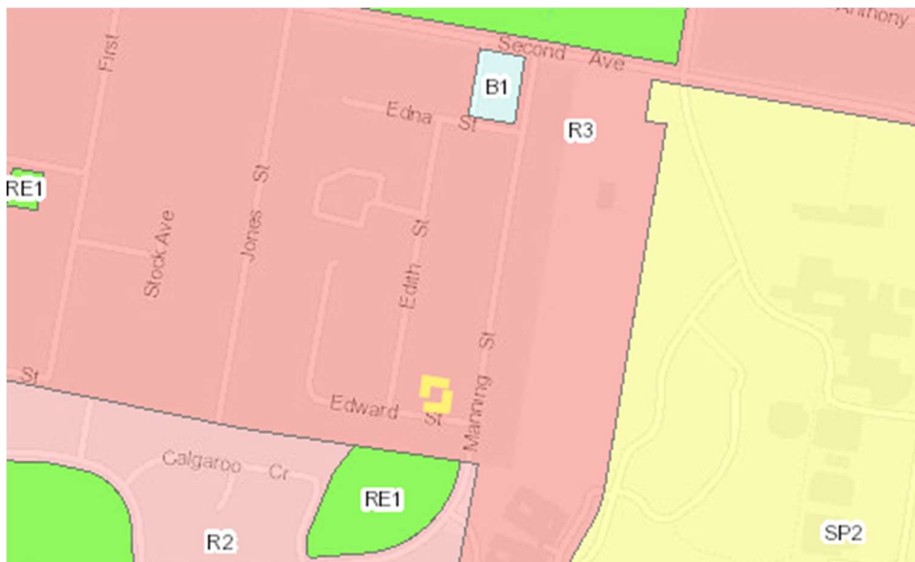 Anthony
First
Second Ave
B1
Edna St
R3
RE1
Jones St
Stock Ave
Edith St
Manning St
St
Edward St
Calgaroo Cr
RE1
R2
SP2